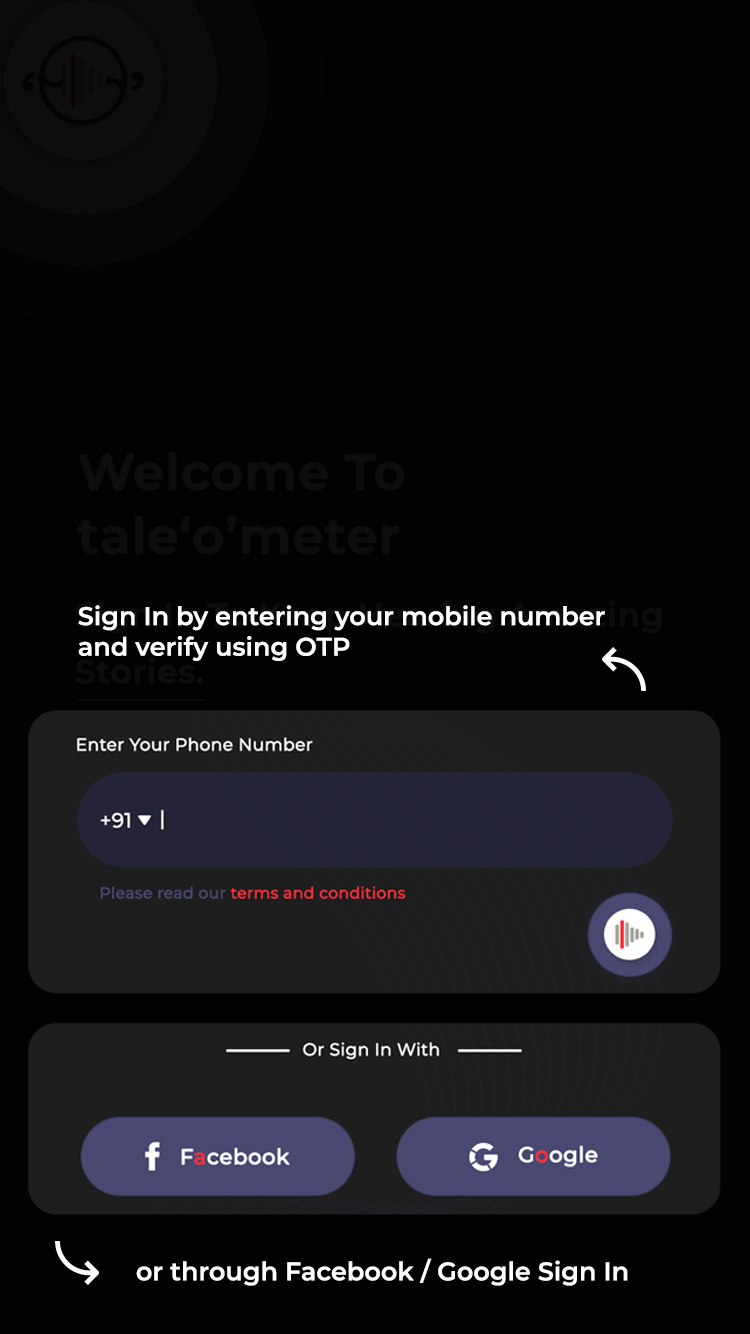 Welcome To
tale‘o’meter
Sign In by entering your mobile number
and verify using OTP
Stories.
Enter Your Phone Number
+91
Please read our terms and conditions
Or Sign In With
Facebook
Google
or through Facebook / Google Sign In